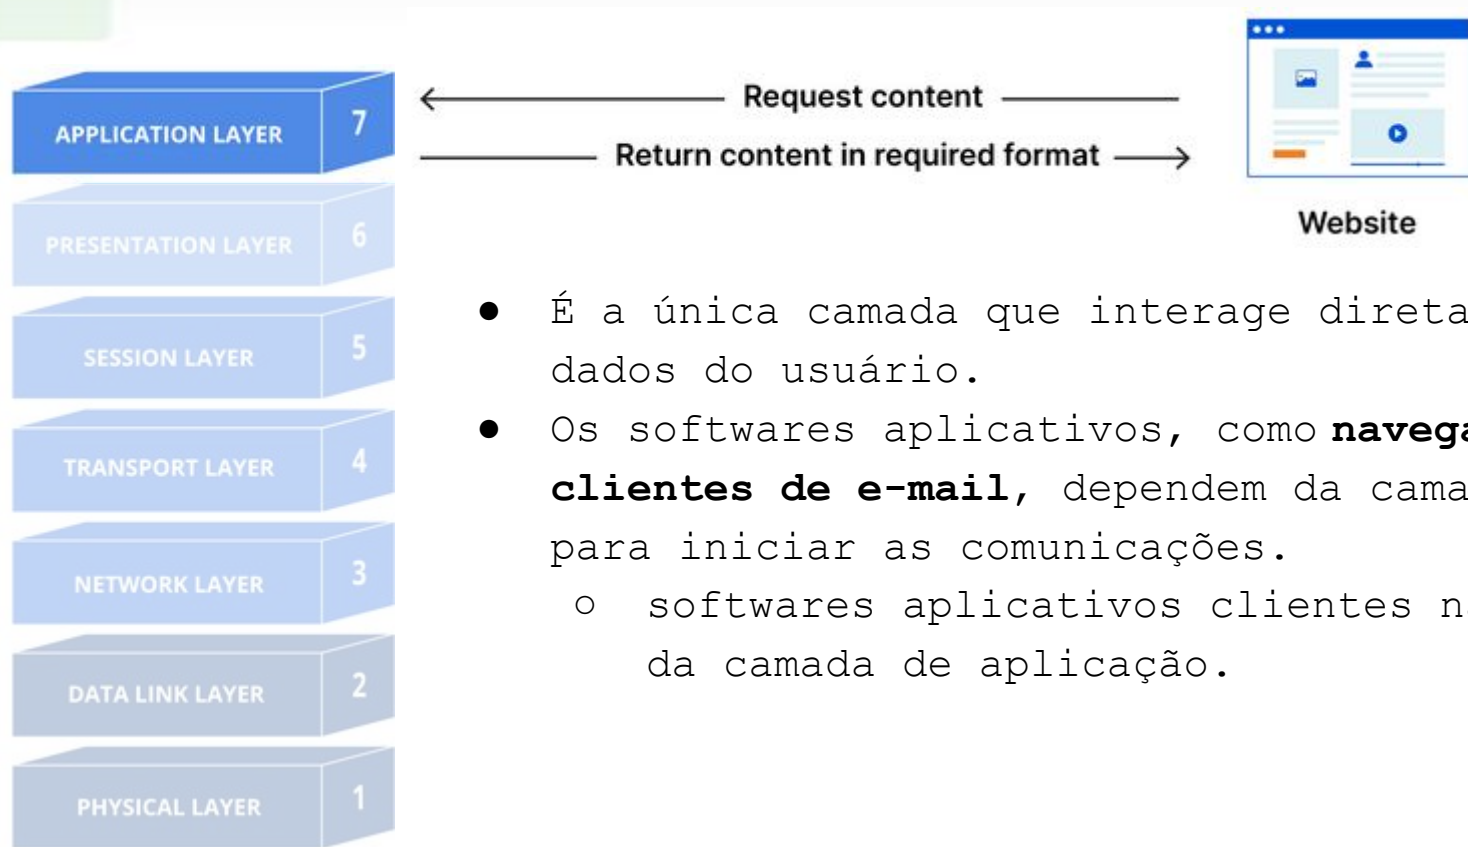 APPLICATION LAYER 7
PRESENTATION LAYER 6
SESSION LAYER 5
TRANSPORT LAYER 4
NETWORK LAYER 3
DATA LINK LAYER 2
PHYSICAL LAYER 1
Request content
Return content in required format
Website
● É a única camada que interage direta
dados do usuário.
● Os softwares aplicativos, como navega
clientes de e-mail, dependem da cama
para iniciar as comunicações.
○ softwares aplicativos clientes n
da camada de aplicação.